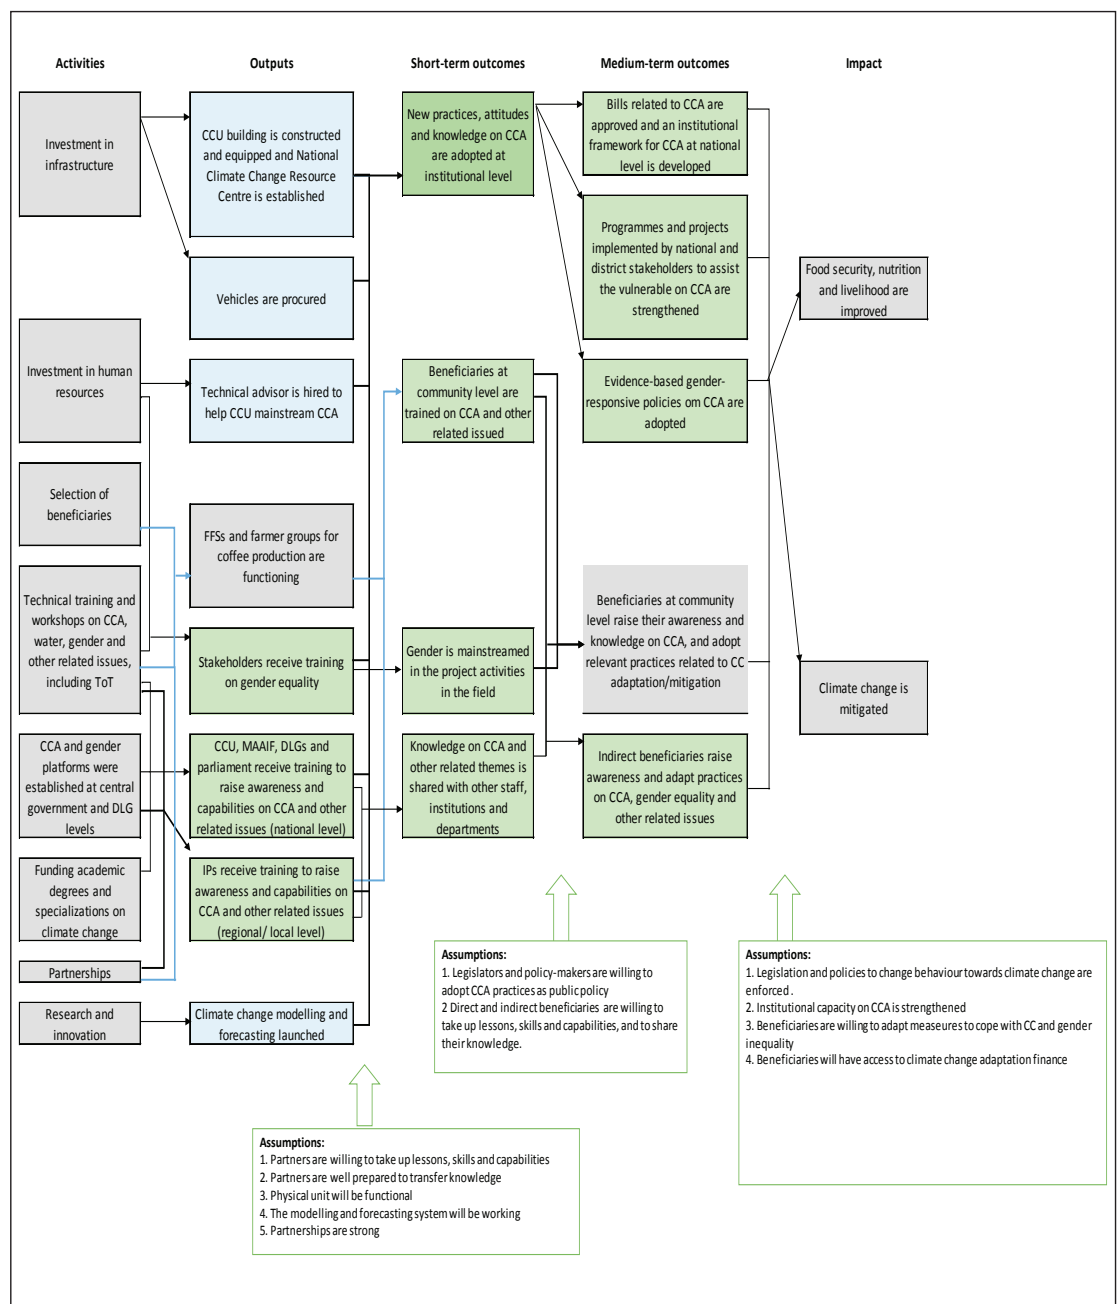 Activities
Outputs
Short-term outcomes
Medium-term outcomes
Impact
Investment in
infrastructure
Investment in human
resources
Selection of
beneficiaries
Technical training and
workshops on CCA,
water, gender and
other related issues,
including ToT
CCA and gender
platforms were
established at central
government and DLG
levels
Funding academic
degrees and
specializations on
climate change
Partnerships
Research and
innovation
CCU building is constructed
and equipped and National
Climate Change Resource
Centre is established
Vehicles are procured
Technical advisor is hired to
help CCU mainstream CCA
FFSs and farmer groups for
coffee production are
functioning
Stakeholders receive training
on gender equality
CCU, MAAIF, DLGs and
parliament receive training to
raise awareness and
capabilities on CCA and other
related issues (national level)
IPs receive training to raise
awareness and capabilities on
CCA and other related issues
(regional/ local level)
Climate change modelling and
forecasting launched
New practices, attitudes
and knowledge on CCA
are adopted at
institutional level
Beneficiaries at
community level are
trained on CCA and other
related issued
Gender is mainstreamed
in the project activities
in the field
Knowledge on CCA and
other related themes is
shared with other staff,
institutions and
departments
Bills related to CCA are
approved and an institutional
framework for CCA at
national level is developed
Programmes and projects
implemented by national and
district stakeholders to assist
the vulnerable on CCA are
strengthened
Evidence-based gender-
responsive policies om CCA are
adopted
Beneficiaries at community
level raise their awareness and
knowledge on CCA, and adopt
relevant practices related to CC
adaptation/mitigation
Indirect beneficiaries raise
awareness and adapt practices
on CCA, gender equality and
other related issues
Food security, nutrition
and livelihood are
improved
Climate change is
mitigated
Assumptions:
1. Partners are willing to take up lessons, skills and capabilities
2. Partners are well prepared to transfer knowledge
3. Physical unit will be functional
4. The modelling and forecasting system will be working
5. Partnerships are strong
Assumptions:
1. Legislators and policy-makers are willing to
adopt CCA practices as public policy
2 Direct and indirect beneficiaries are willing to
take up lessons, skills and capabilities, and to share
their knowledge.
Assumptions:
1. Legislation and policies to change behaviour towards climate change are
enforced .
2. Institutional capacity on CCA is strengthened
3. Beneficiaries are willing to adapt measeures to cope with CC and gender
inequality
4. Beneficiaries will have access to climate change adaptation finance